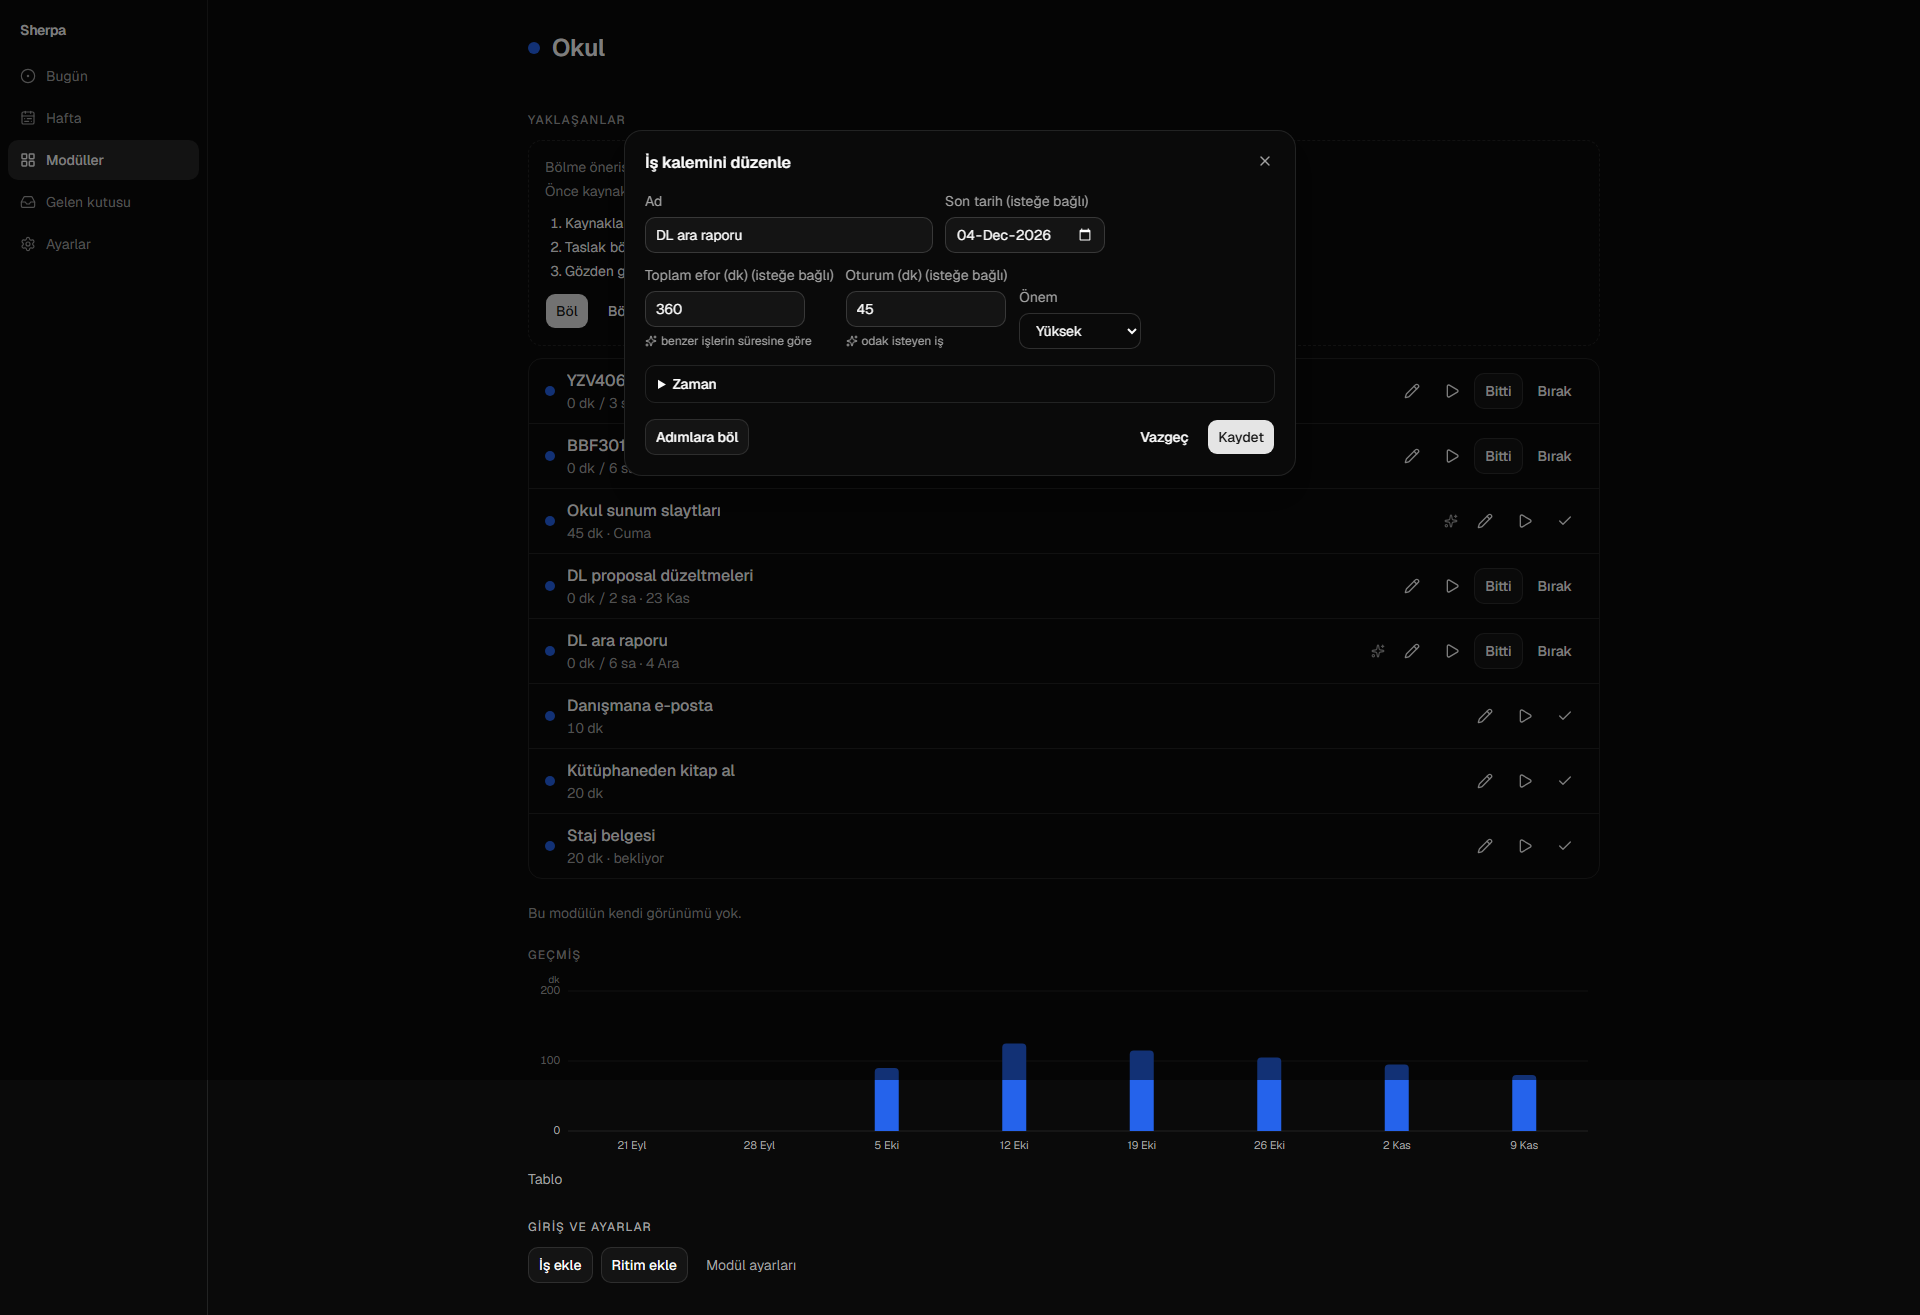 Sherpa
Bugün
Hafta
Modüller
Gelen kutusu
Ayarlar
Okul
YAKLAŞANLAR
Bölme öneris
Önce kaynak
1. Kaynakla
2. Taslak bö
3. Gözden g
Böl
Bö
İş kalemini düzenle
Ad
Son tarih (isteğe bağlı)
DL ara raporu
04-Dec-2026
Toplam efor (dk) (isteğe bağlı)
Oturum (dk) (isteğe bağlı)
Önem
360
45
Yüksek
benzer işlerin süresine göre
odak isteyen iş
Zaman
Adımlara böl
Vazgeç
Kaydet
YZV406
0 dk / 3 s
Bitti
Bırak
BBF301
0 dk / 6 s
Bitti
Bırak
Okul sunum slaytları
45 dk · Cuma
DL proposal düzeltmeleri
0 dk / 2 sa · 23 Kas
Bitti
Bırak
DL ara raporu
0 dk / 6 sa · 4 Ara
Bitti
Bırak
Danışmana e-posta
10 dk
Kütüphaneden kitap al
20 dk
Staj belgesi
20 dk · bekliyor
Bu modülün kendi görünümü yok.
GEÇMİŞ
dk
200
100
0
21 Eyl
28 Eyl
5 Eki
12 Eki
19 Eki
26 Eki
2 Kas
9 Kas
Tablo
GİRİŞ VE AYARLAR
İş ekle
Ritim ekle
Modül ayarları